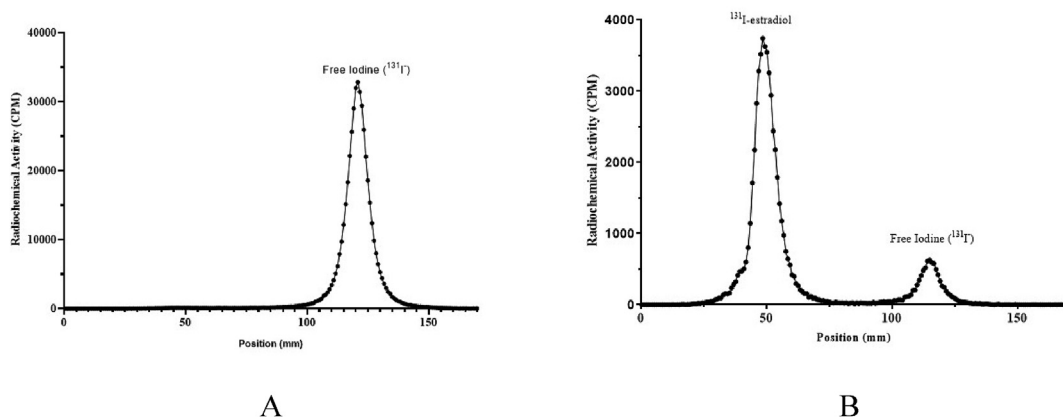 40000
30000
20000
10000
0
Radiochemical Activity (CPM)
Free Iodine (¹³¹I⁻)
0 50 100 150
Position (mm)
A
4000
3000
2000
1000
0
Radiochemical Activity (CPM)
¹³¹I-estradiol
Free Iodine (¹³¹I⁻)
0 50 100 150
Position (mm)
B